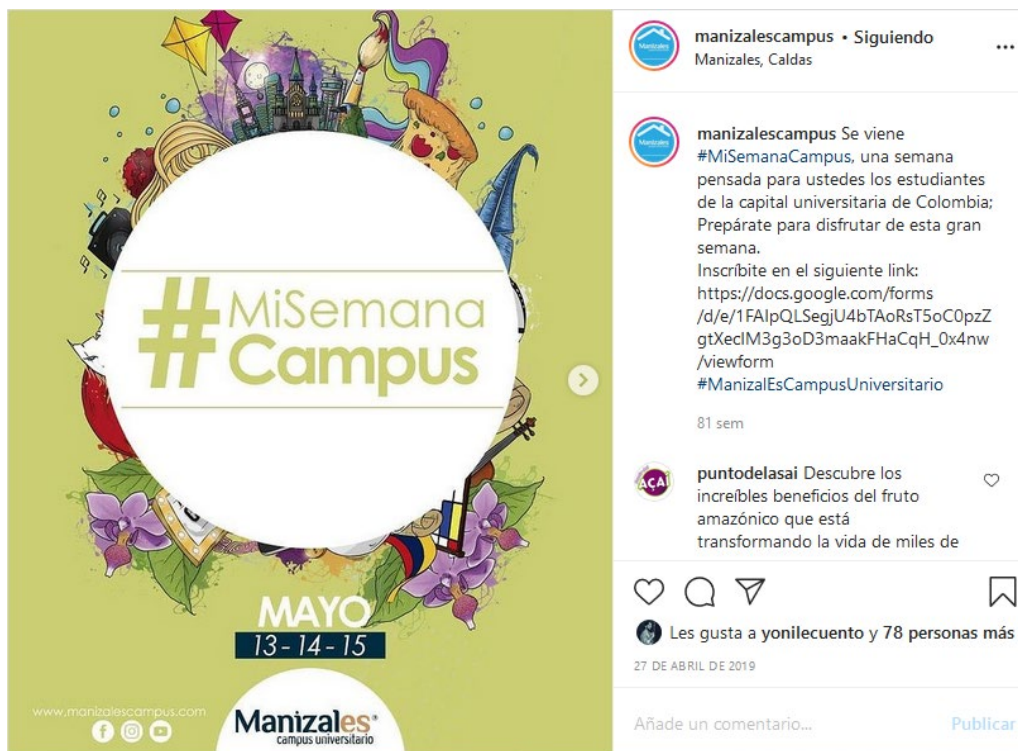 #MiSemana
Campus
MAYO
13-14-15
www.manizalescampus.com
Manizales
campus universitario
manizalescampus • Siguiendo
Manizales, Caldas
manizalescampus Se viene
#MiSemanaCampus, una semana
pensada para ustedes los estudiantes
de la capital universitaria de Colombia;
Prepárate para disfrutar de esta gran
semana.
Inscríbite en el siguiente link:
https://docs.google.com/forms
/d/e/1FAIpQLSegjU4bTAoRsT5oC0pzZ
gtXeclM3g3oD3maakFHaCqH_0x4nw
/viewform
#ManizalEsCampusUniversitario
81 sem
AÇAÍ
puntodelasai Descubre los
increíbles beneficios del fruto
amazónico que está
transformando la vida de miles de
Les gusta a yonilecuento y 78 personas más
27 DE ABRIL DE 2019
Añade un comentario...
Publicar